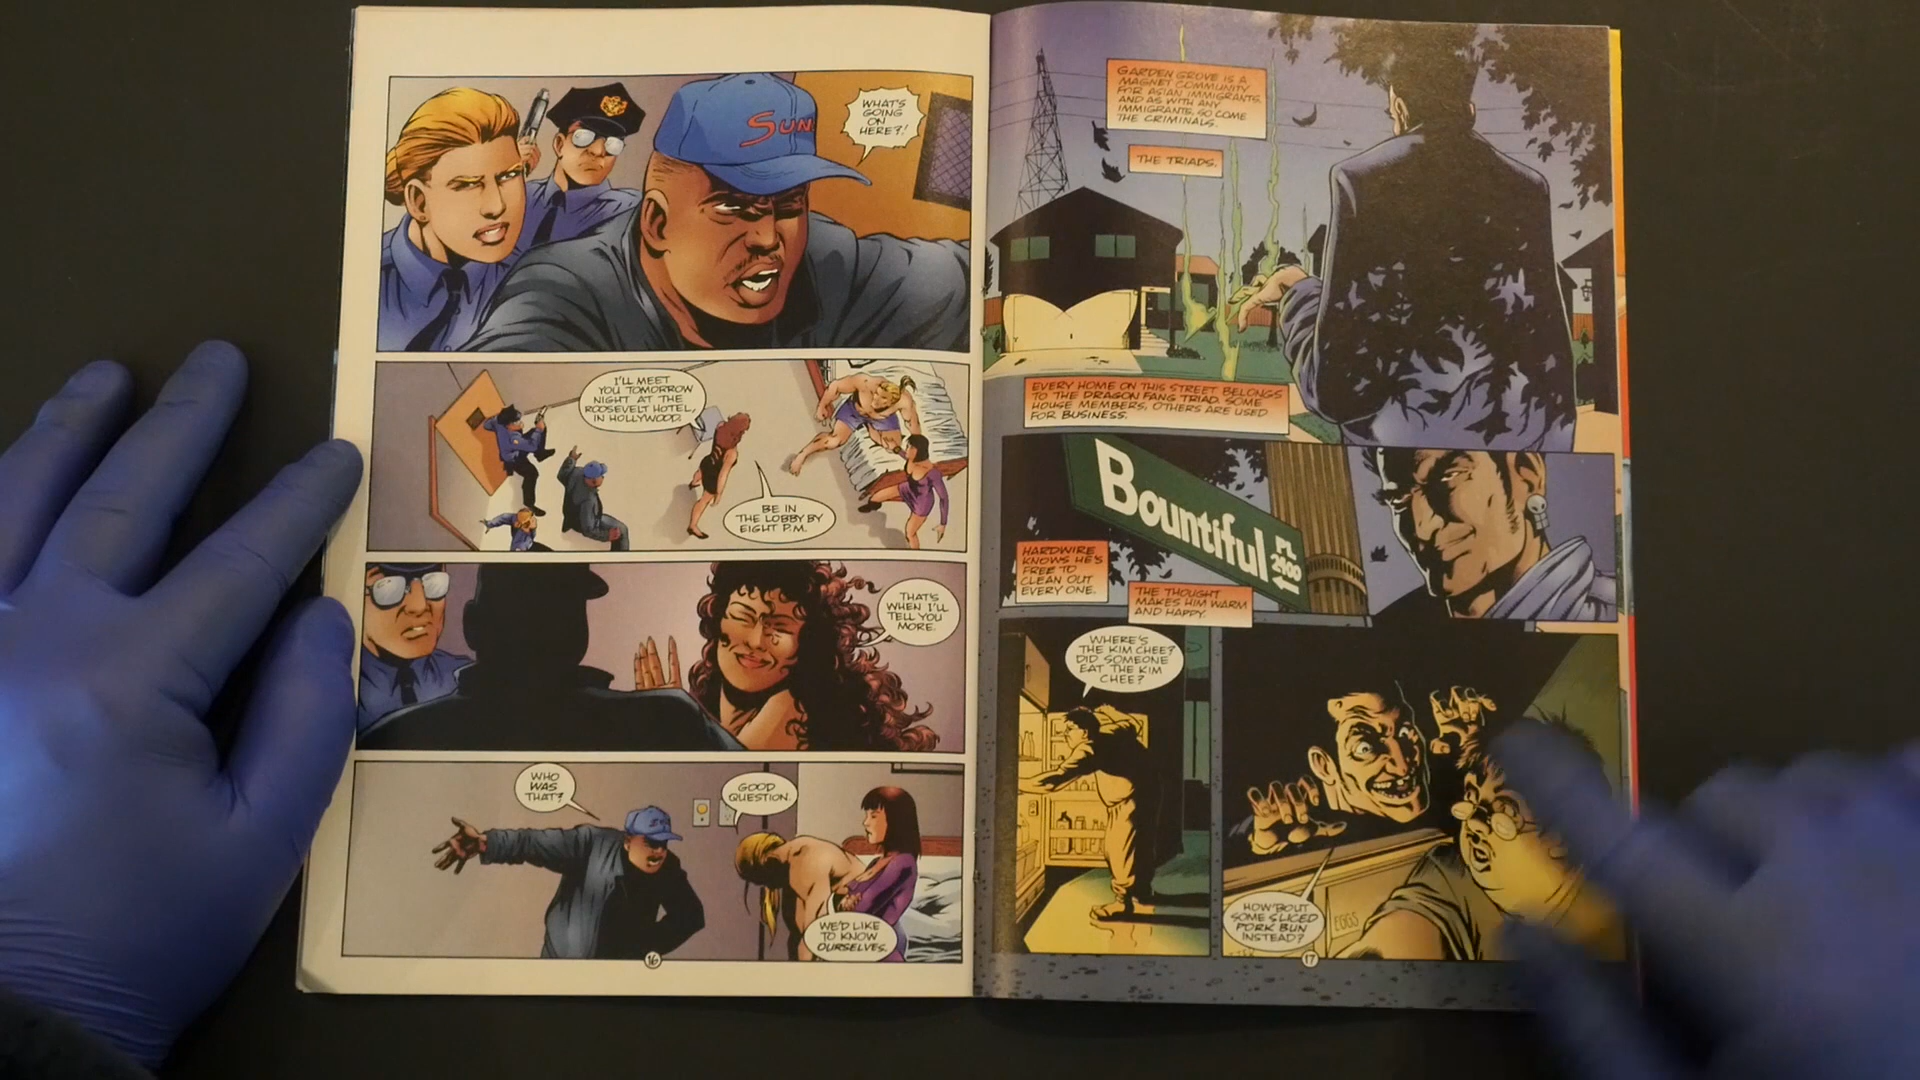 WHAT'S
GOING
ON
HERE?!
SUN
I'LL MEET
YOU TOMORROW
NIGHT AT THE
ROOSEVELT HOTEL,
IN HOLLYWOOD.
BE IN
THE LOBBY BY
EIGHT P.M.
THAT'S
WHEN I'LL
TELL YOU
MORE.
WHO
WAS
THAT?
GOOD
QUESTION.
WE'D LIKE
TO KNOW
OURSELVES.
16
GARDEN GROVE IS A
MAGNET COMMUNITY
FOR ASIAN IMMIGRANTS,
AND AS WITH ANY
IMMIGRANTS, SO COME
THE CRIMINALS.
THE TRIADS.
EVERY HOME ON THIS STREET BELONGS
TO THE DRAGON FANG TRIAD. SOME
HOUSE MEMBERS, OTHERS ARE USED
FOR BUSINESS.
Bountiful PL
2400
HARDWIRE
KNOWS HE'S
FREE TO
CLEAN OUT
EVERY ONE.
THE THOUGHT
MAKES HIM WARM
AND HAPPY.
WHERE'S
THE KIM CHEE?
DID SOMEONE
EAT THE KIM
CHEE?
HOW 'BOUT
SOME SLICED
PORK BUN
INSTEAD?
EGGS
17